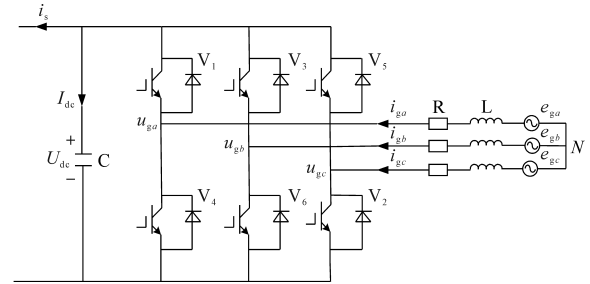 i_s
V_1 V_3 V_5
I_dc
+
U_dc C
−
u_ga
u_gb
u_gc
i_ga R L e_ga
i_gb e_gb N
i_gc e_gc
V_4 V_6 V_2